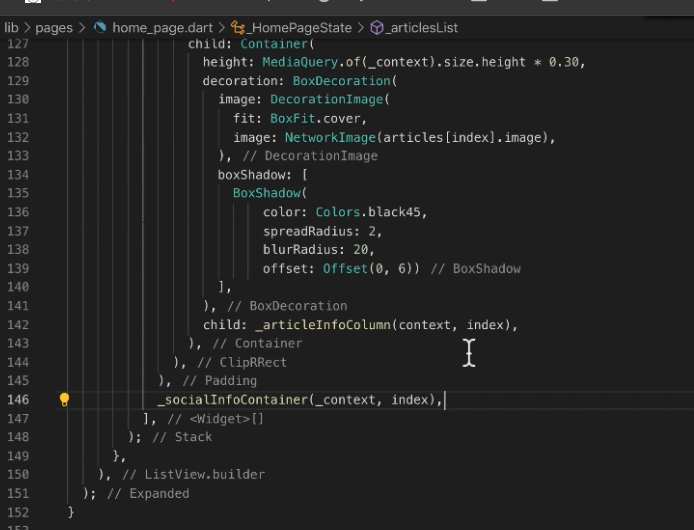 lib > pages > home_page.dart > _HomePageState > _articlesList
127 child: Container(
128 height: MediaQuery.of(_context).size.height * 0.30,
129 decoration: BoxDecoration(
130 image: DecorationImage(
131 fit: BoxFit.cover,
132 image: NetworkImage(articles[index].image),
133 ), // DecorationImage
134 boxShadow: [
135 BoxShadow(
136 color: Colors.black45,
137 spreadRadius: 2,
138 blurRadius: 20,
139 offset: Offset(0, 6)) // BoxShadow
140 ],
141 ), // BoxDecoration
142 child: _articleInfoColumn(context, index),
143 ), // Container
144 ), // ClipRRect
145 ), // Padding
146 _socialInfoContainer(_context, index),
147 ], // <Widget>[]
148 ); // Stack
149 },
150 ), // ListView.builder
151 ); // Expanded
152 }